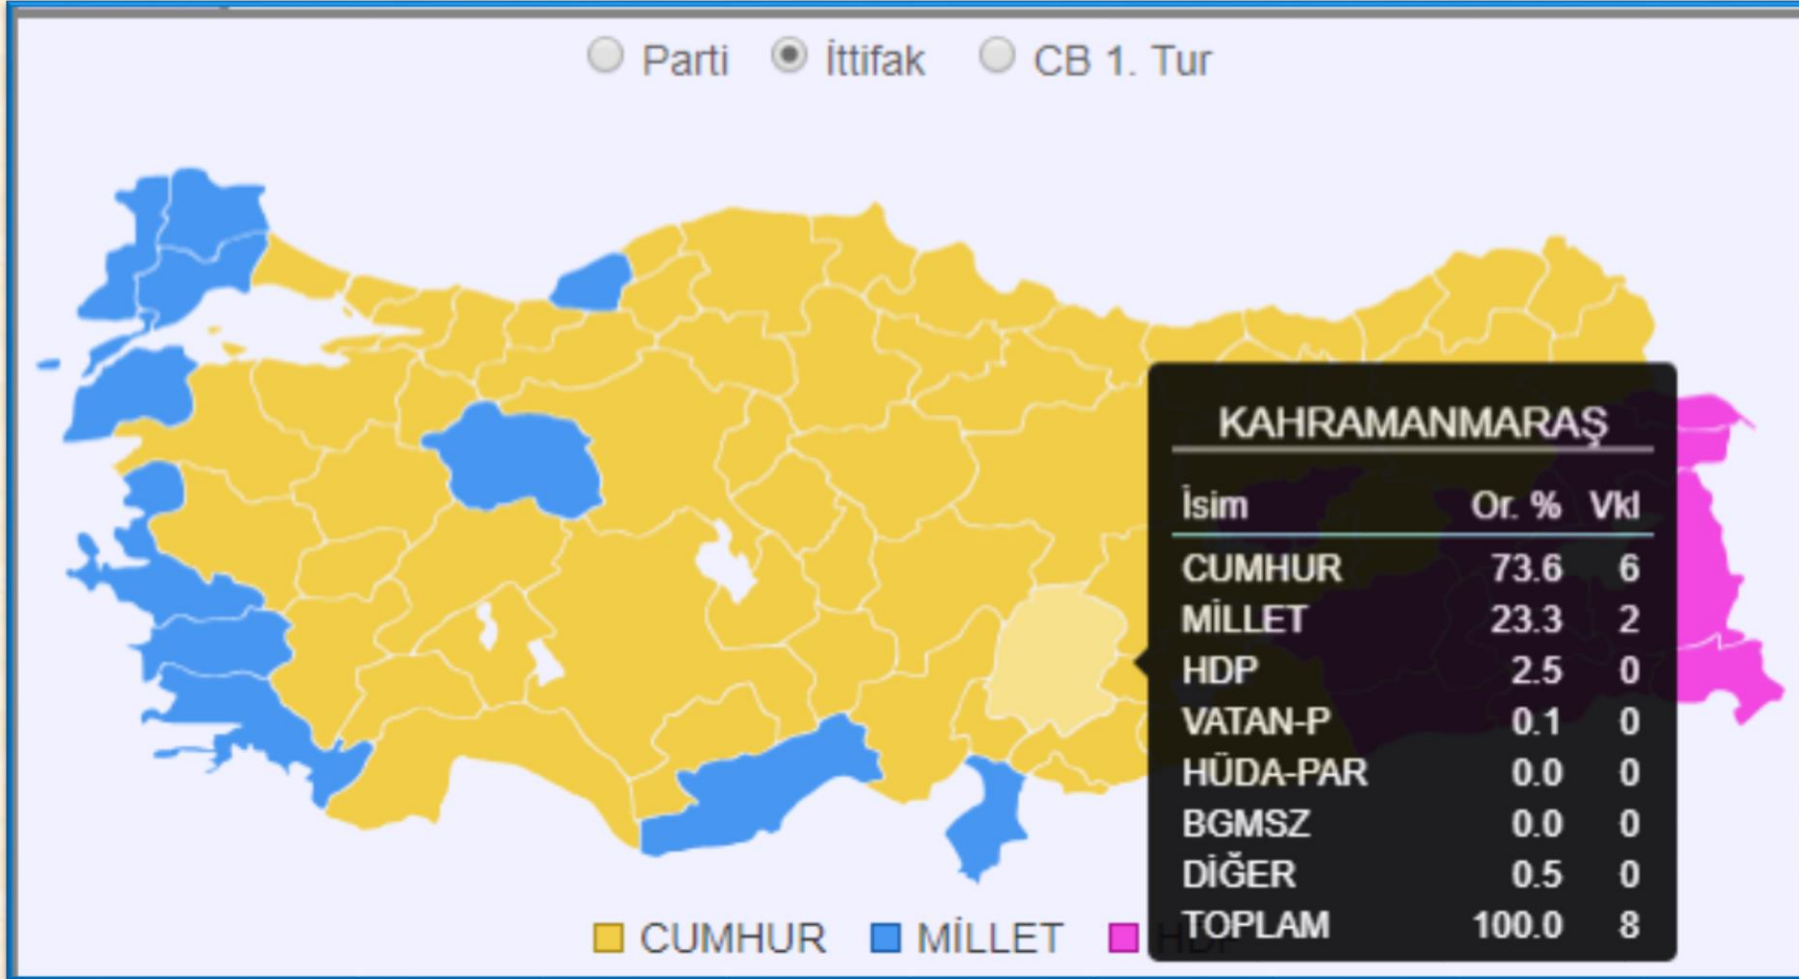 Parti İttifak CB 1. Tur
KAHRAMANMARAŞ
İsim Or. % Vkl
CUMHUR 73.6 6
MİLLET 23.3 2
HDP 2.5 0
VATAN-P 0.1 0
HÜDA-PAR 0.0 0
BGMSZ 0.0 0
DİĞER 0.5 0
TOPLAM 100.0 8
CUMHUR MİLLET HDP